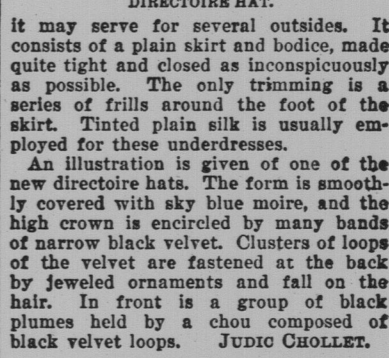 DIRECTOIRE HAT.
it may serve for several outsides. It
consists of a plain skirt and bodice, made
quite tight and closed as inconspicuously
as possible. The only trimming is a
series of frills around the foot of the
skirt. Tinted plain silk is usually em-
ployed for these underdresses.
An illustration is given of one of the
new directoire hats. The form is smooth-
ly covered with sky blue moire, and the
high crown is encircled by many bands
of narrow black velvet. Clusters of loops
of the velvet are fastened at the back
by jeweled ornaments and fall on the
hair. In front is a group of black
plumes held by a chou composed of
black velvet loops. JUDIC CHOLLET.